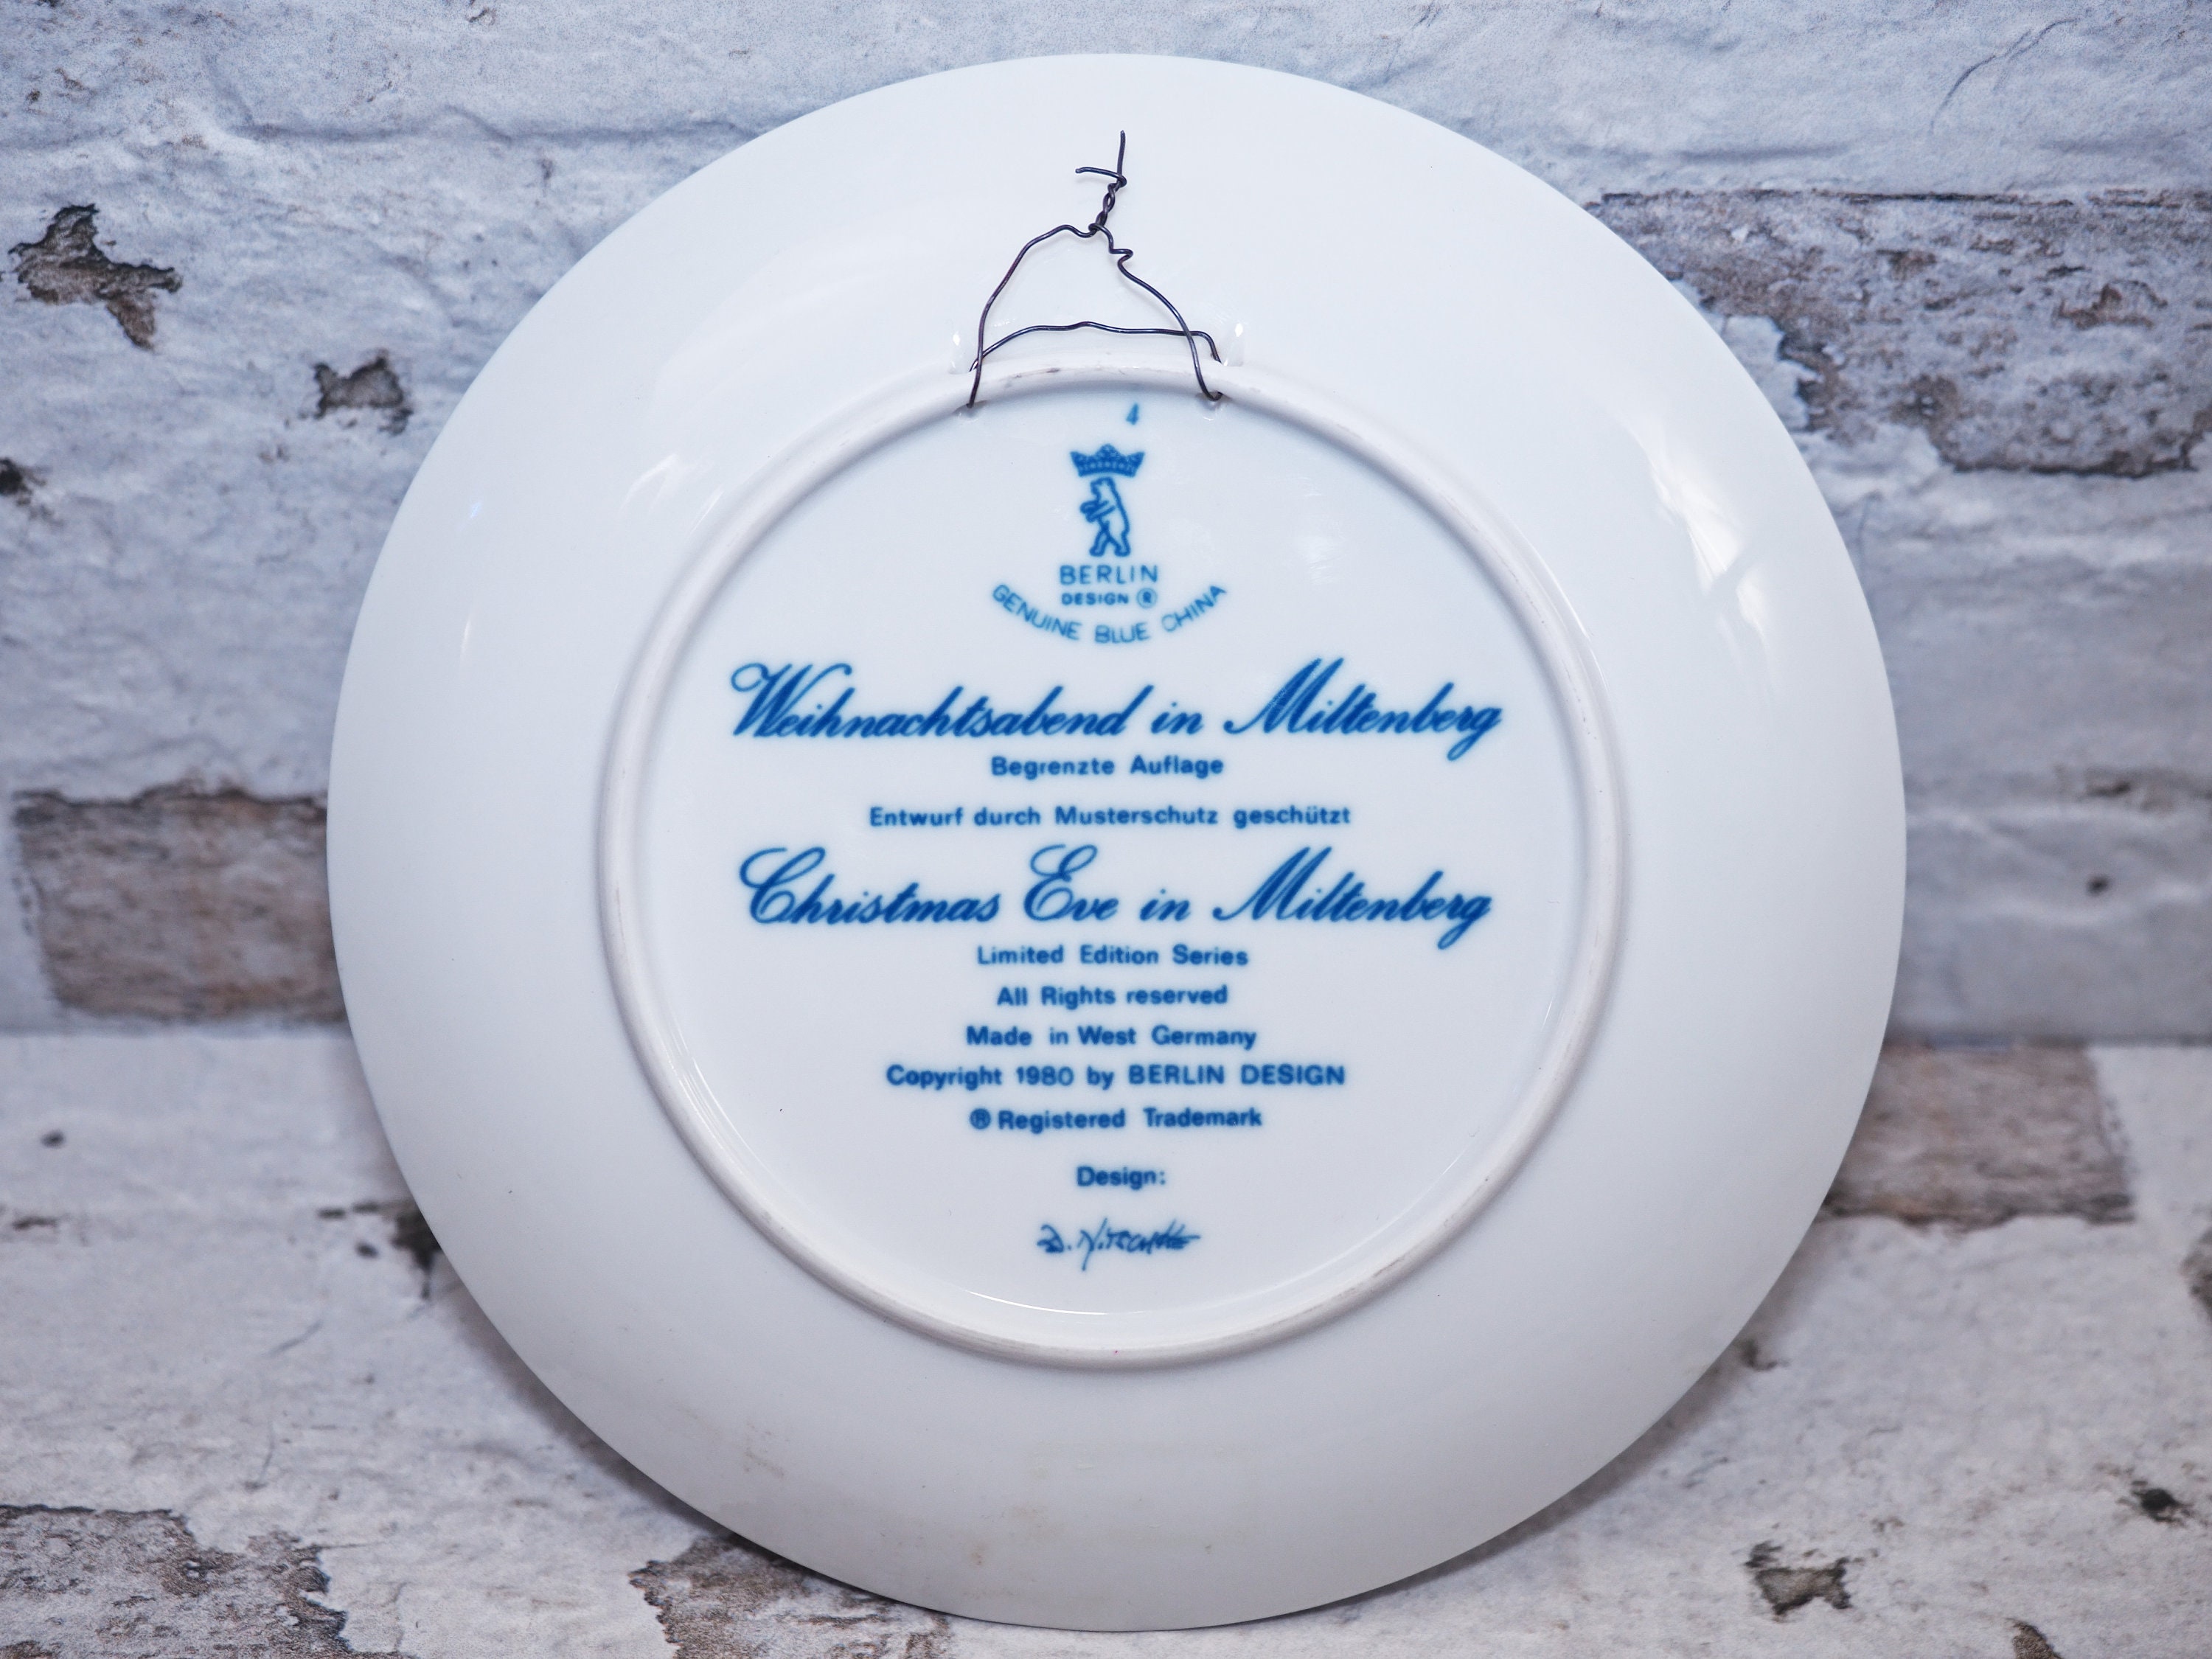 4
BERLIN
DESIGN ®
GENUINE BLUE CHINA
Weihnachtsabend in Miltenberg
Begrenzte Auflage
Entwurf durch Musterschutz geschützt
Christmas Eve in Miltenberg
Limited Edition Series
All Rights reserved
Made in West Germany
Copyright 1980 by BERLIN DESIGN
® Registered Trademark
Design: